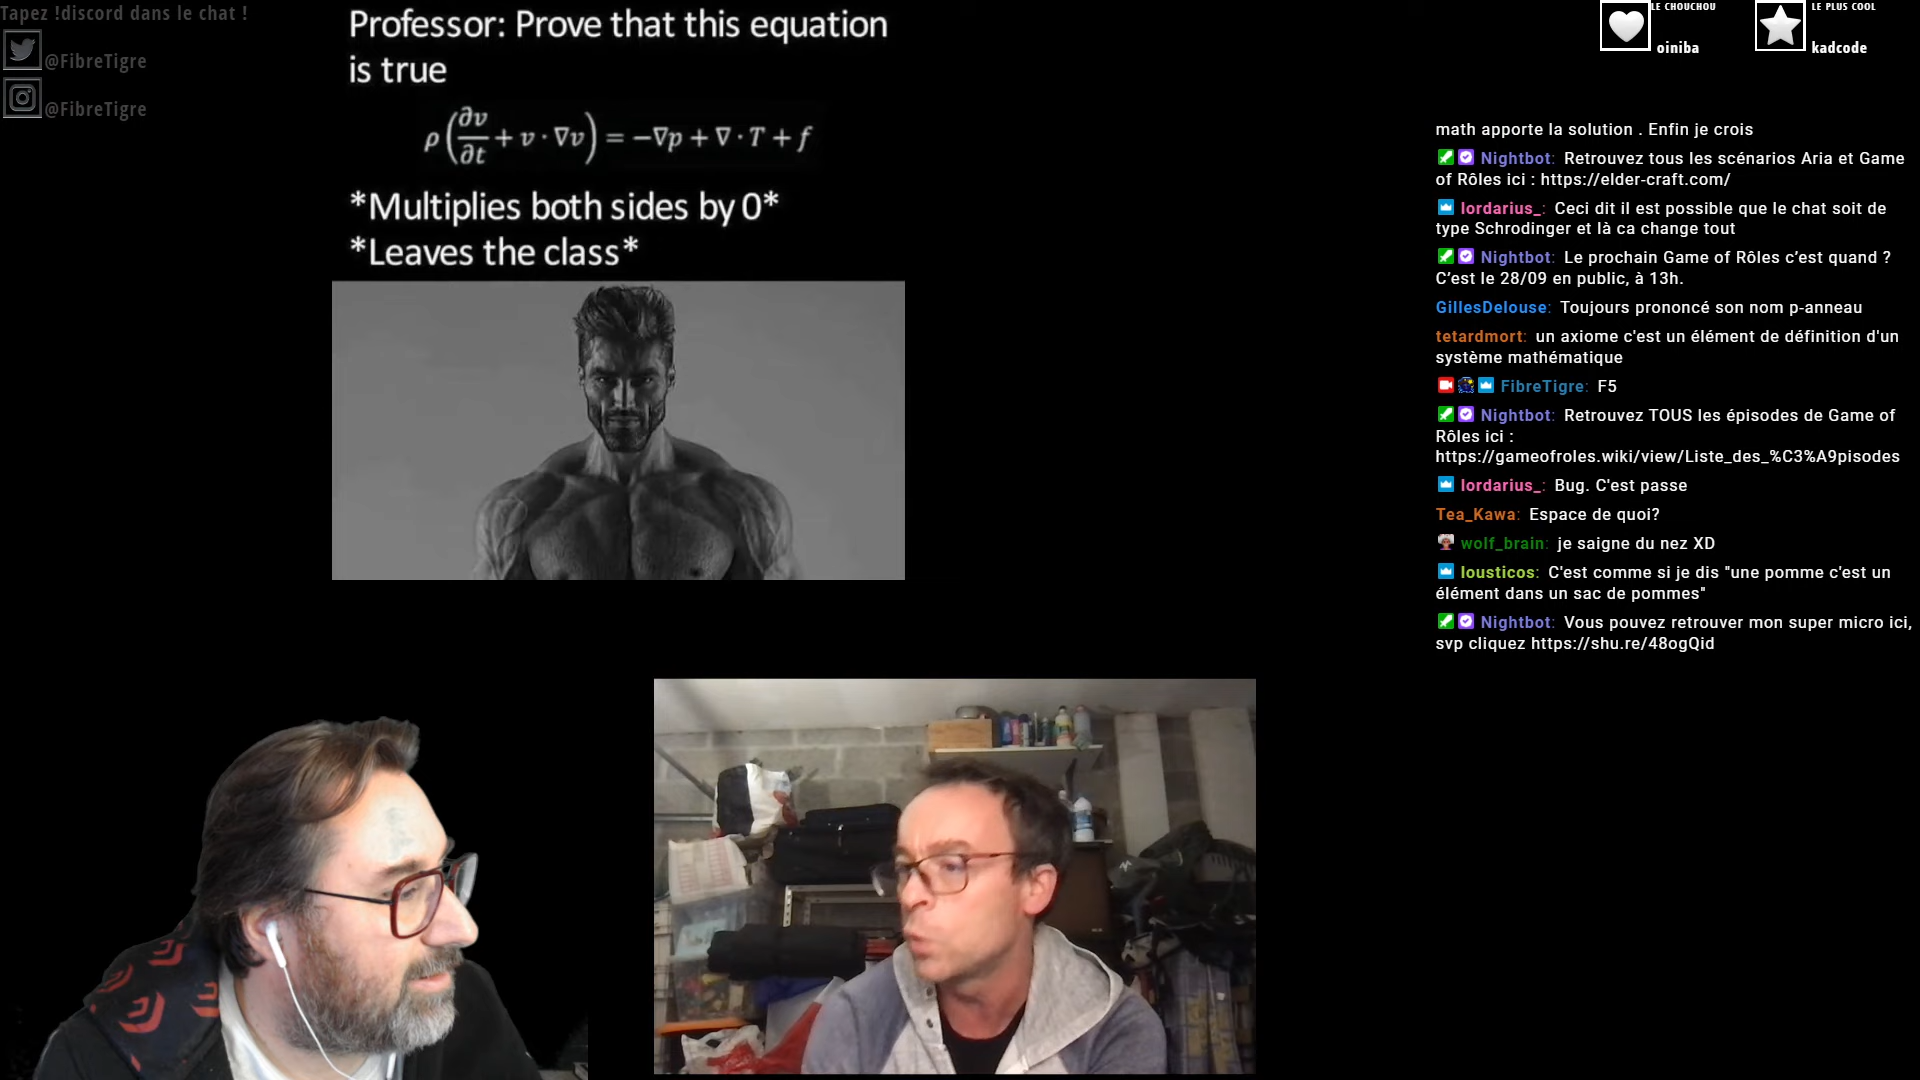 Tapez !discord dans le chat !
@FibreTigre
@FibreTigre
Professor: Prove that this equation
is true
ρ(∂v/∂t + v · ∇v) = −∇p + ∇ · T + f
*Multiplies both sides by 0*
*Leaves the class*
LE CHOUCHOU
oiniba
LE PLUS COOL
kadcode
math apporte la solution . Enfin je crois
Nightbot: Retrouvez tous les scénarios Aria et Game
of Rôles ici : https://elder-craft.com/
lordarius_: Ceci dit il est possible que le chat soit de
type Schrodinger et là ca change tout
Nightbot: Le prochain Game of Rôles c’est quand ?
C’est le 28/09 en public, à 13h.
GillesDelouse: Toujours prononcé son nom p-anneau
tetardmort: un axiome c'est un élément de définition d'un
système mathématique
FibreTigre: F5
Nightbot: Retrouvez TOUS les épisodes de Game of
Rôles ici :
https://gameofroles.wiki/view/Liste_des_%C3%A9pisodes
lordarius_: Bug. C'est passe
Tea_Kawa: Espace de quoi?
wolf_brain: je saigne du nez XD
lousticos: C'est comme si je dis "une pomme c'est un
élément dans un sac de pommes"
Nightbot: Vous pouvez retrouver mon super micro ici,
svp cliquez https://shu.re/48ogQid